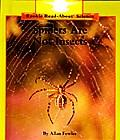 Rookie Read-About® Science
Spiders Are
Not Insects
By Allan Fowler